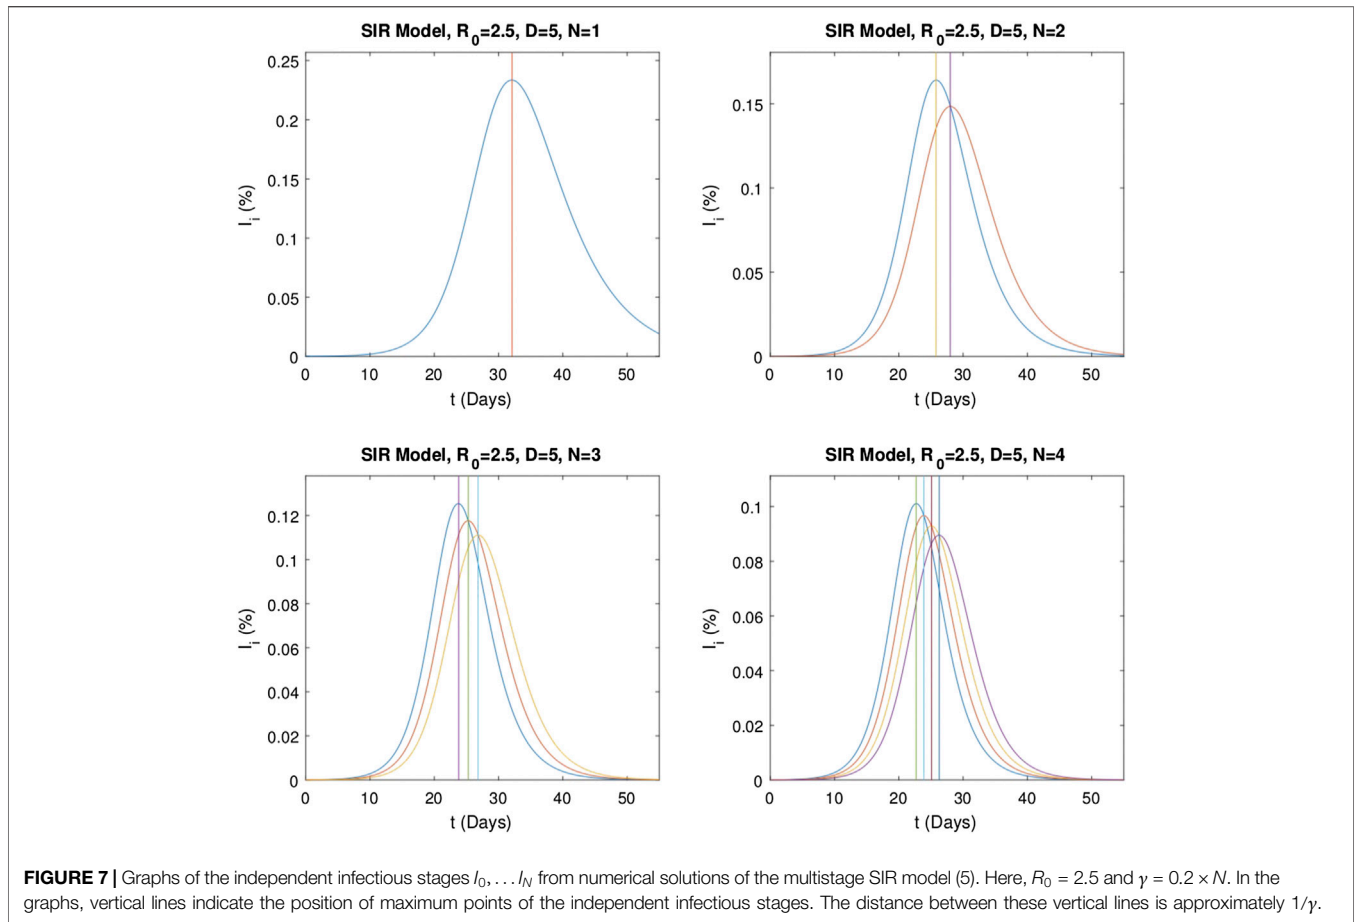 SIR Model, R0=2.5, D=5, N=1
0.25
0.2
0.15
0.1
0.05
0
I_i (%)
0 10 20 30 40 50
t (Days)
SIR Model, R0=2.5, D=5, N=2
0.15
0.1
0.05
0
I_i (%)
0 10 20 30 40 50
t (Days)
SIR Model, R0=2.5, D=5, N=3
0.12
0.1
0.08
0.06
0.04
0.02
0
I_i (%)
0 10 20 30 40 50
t (Days)
SIR Model, R0=2.5, D=5, N=4
0.1
0.08
0.06
0.04
0.02
0
I_i (%)
0 10 20 30 40 50
t (Days)
FIGURE 7 | Graphs of the independent infectious stages I0, . . . IN from numerical solutions of the multistage SIR model (5). Here, R0 = 2.5 and γ = 0.2 × N. In the
graphs, vertical lines indicate the position of maximum points of the independent infectious stages. The distance between these vertical lines is approximately 1/γ.